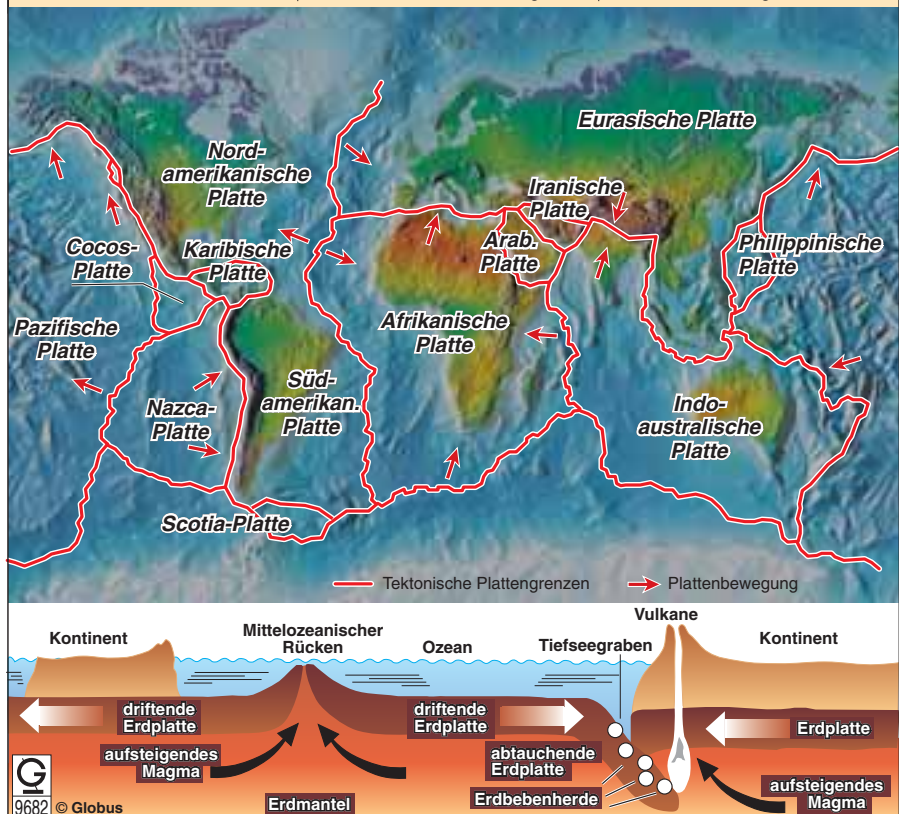 Nord-
amerikanische
Platte
Eurasische Platte
Iranische
Platte
Arab.
Platte
Philippinische
Platte
Cocos-
Platte
Karibische
Platte
Pazifische
Platte
Afrikanische
Platte
Süd-
amerikan.
Platte
Nazca-
Platte
Indo-
australische
Platte
Scotia-Platte
Tektonische Plattengrenzen
Plattenbewegung
Kontinent
Mittelozeanischer
Rücken
Ozean
Tiefseegraben
Vulkane
Kontinent
driftende
Erdplatte
driftende
Erdplatte
Erdplatte
aufsteigendes
Magma
abtauchende
Erdplatte
Erdbebenherde
aufsteigendes
Magma
Erdmantel
G
9682 © Globus